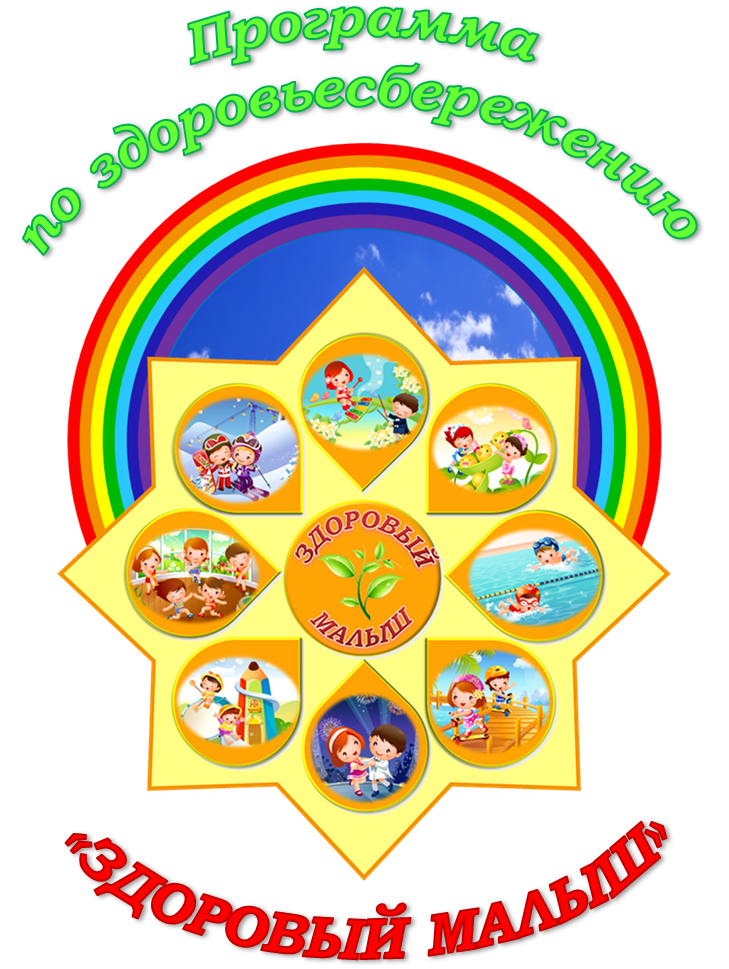 Программа
по здоровьесбережению
ЗДОРОВЫЙ
МАЛЫШ
«ЗДОРОВЫЙ МАЛЫШ»